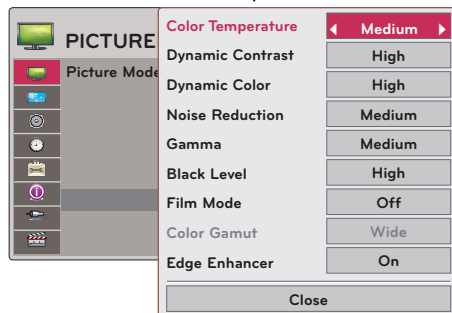 PICTURE
Picture Mode
Color Temperature Medium
Dynamic Contrast High
Dynamic Color High
Noise Reduction Medium
Gamma Medium
Black Level High
Film Mode Off
Color Gamut Wide
Edge Enhancer On
Close